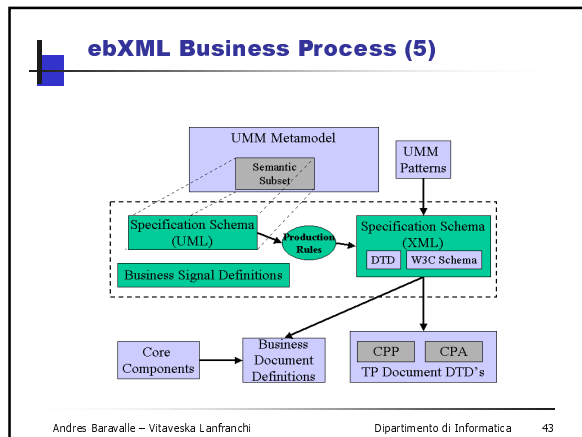 ebXML Business Process (5)
UMM Metamodel
Semantic
Subset
UMM
Patterns
Specification Schema
(UML)
Production
Rules
Specification Schema
(XML)
DTD
W3C Schema
Business Signal Definitions
Core
Components
Business
Document
Definitions
CPP
CPA
TP Document DTD's
Andres Baravalle – Vitaveska Lanfranchi
Dipartimento di Informatica
43